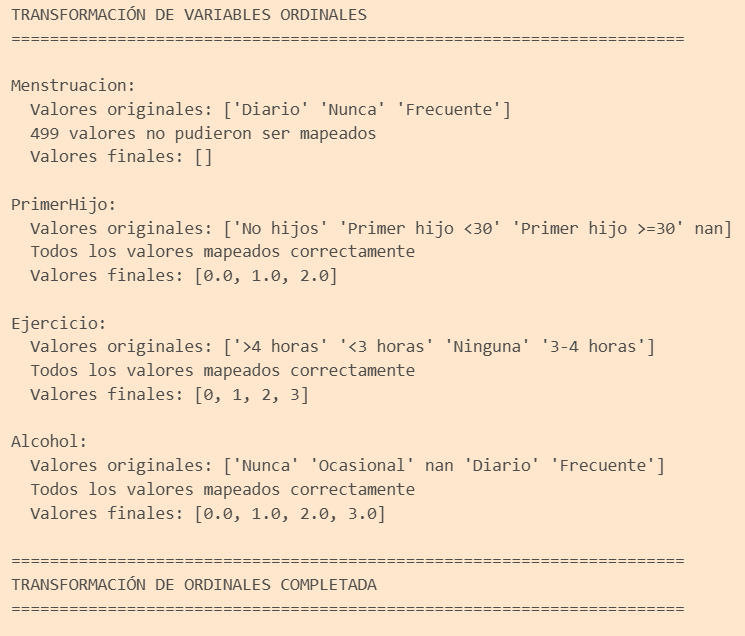 TRANSFORMACIÓN DE VARIABLES ORDINALES
======================================================================
Menstruacion:
  Valores originales: ['Diario' 'Nunca' 'Frecuente']
  499 valores no pudieron ser mapeados
  Valores finales: []
PrimerHijo:
  Valores originales: ['No hijos' 'Primer hijo <30' 'Primer hijo >=30' nan]
  Todos los valores mapeados correctamente
  Valores finales: [0.0, 1.0, 2.0]
Ejercicio:
  Valores originales: ['>4 horas' '<3 horas' 'Ninguna' '3-4 horas']
  Todos los valores mapeados correctamente
  Valores finales: [0, 1, 2, 3]
Alcohol:
  Valores originales: ['Nunca' 'Ocasional' nan 'Diario' 'Frecuente']
  Todos los valores mapeados correctamente
  Valores finales: [0.0, 1.0, 2.0, 3.0]
======================================================================
TRANSFORMACIÓN DE ORDINALES COMPLETADA
======================================================================